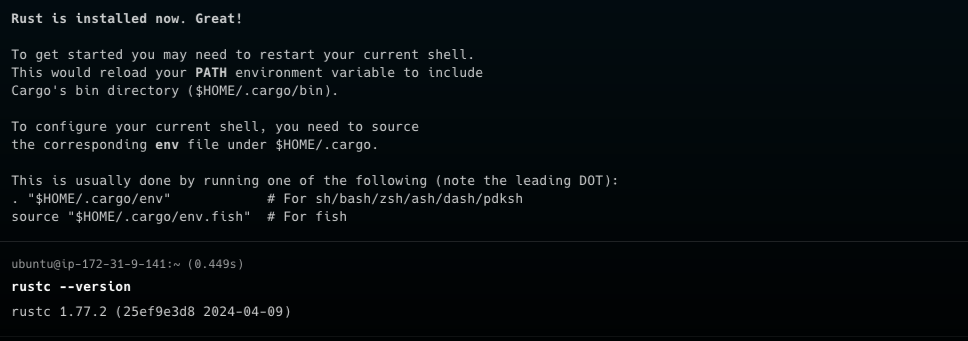 Rust is installed now. Great!
To get started you may need to restart your current shell.
This would reload your PATH environment variable to include
Cargo's bin directory ($HOME/.cargo/bin).
To configure your current shell, you need to source
the corresponding env file under $HOME/.cargo.
This is usually done by running one of the following (note the leading DOT):
. "$HOME/.cargo/env"            # For sh/bash/zsh/ash/dash/pdksh
source "$HOME/.cargo/env.fish"  # For fish
ubuntu@ip-172-31-9-141:~ (0.449s)
rustc --version
rustc 1.77.2 (25ef9e3d8 2024-04-09)